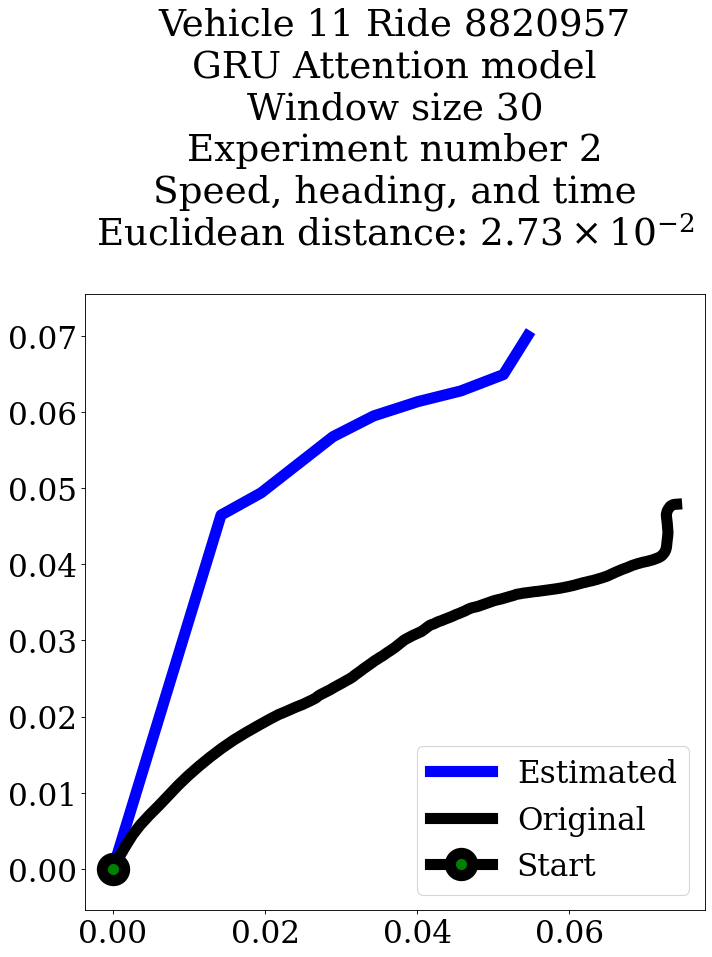 Vehicle 11 Ride 8820957
GRU Attention model
Window size 30
Experiment number 2
Speed, heading, and time
Euclidean distance: 2.73 × 10⁻²
0.07
0.06
0.05
0.04
0.03
0.02
0.01
0.00
Estimated
Original
Start
0.00 0.02 0.04 0.06